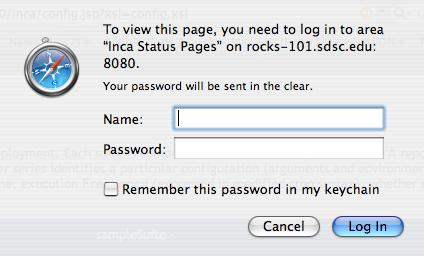 0/inca/
.jsp?xsl=config.xsl
To view this page, you need to log in to area
“Inca Status Pages” on rocks-101.sdsc.edu:
8080.
Your password will be sent in the clear.
Name:
Password:
Remember this password in my keychain
Cancel
Log In
sampleSuite